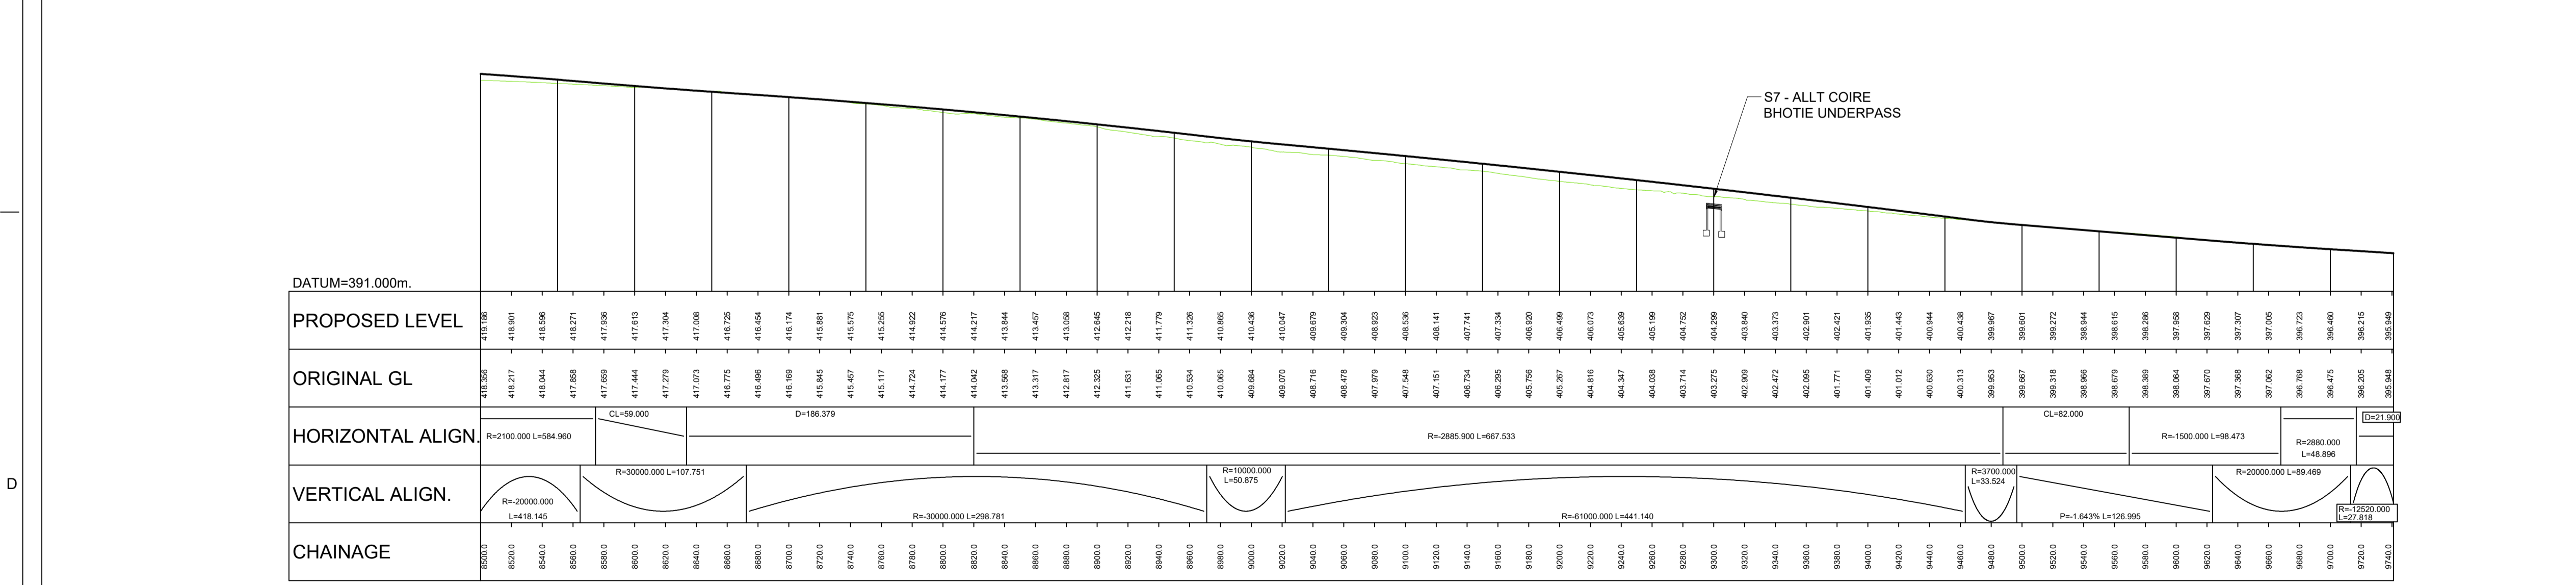 S7 - ALLT COIRE
BHOTIE UNDERPASS
DATUM=391.000m.
PROPOSED LEVEL 419.186 418.901 418.596 418.271 417.936 417.613 417.304 417.008 416.725 416.454 416.174 415.881 415.575 415.255 414.922 414.576 414.217 413.844 413.457 413.058 412.645 412.218 411.779 411.326 410.865 410.436 410.047 409.679 409.304 408.923 408.536 408.141 407.741 407.334 406.920 406.499 406.073 405.639 405.199 404.752 404.299 403.840 403.373 402.901 402.421 401.935 401.443 400.944 400.438 399.967 399.601 399.272 398.944 398.615 398.286 397.958 397.629 397.307 397.005 396.723 396.460 396.215 395.949
ORIGINAL GL 418.356 418.217 418.044 417.858 417.659 417.444 417.279 417.073 416.775 416.496 416.169 415.845 415.457 415.117 414.724 414.177 414.042 413.568 413.317 412.817 412.325 411.631 411.065 410.534 410.065 409.684 409.070 408.716 408.478 407.979 407.548 407.151 406.734 406.295 405.756 405.267 404.816 404.347 404.038 403.714 403.275 402.909 402.472 402.095 401.771 401.409 401.012 400.630 400.313 399.953 399.667 399.318 398.966 398.679 398.389 398.064 397.670 397.368 397.062 396.768 396.475 396.205 395.948
HORIZONTAL ALIGN. R=2100.000 L=584.960 CL=59.000 D=186.379 R=-2885.900 L=667.533 CL=82.000 R=-1500.000 L=98.473 R=2880.000
L=48.896 D=21.900
VERTICAL ALIGN. R=-20000.000
L=418.145 R=30000.000 L=107.751 R=-30000.000 L=298.781 R=10000.000
L=50.875 R=-61000.000 L=441.140 R=3700.000
L=33.524 P=-1.643% L=126.995 R=20000.000 L=89.469 R=-12520.000
L=27.818
CHAINAGE 8500.0 8520.0 8540.0 8560.0 8580.0 8600.0 8620.0 8640.0 8660.0 8680.0 8700.0 8720.0 8740.0 8760.0 8780.0 8800.0 8820.0 8840.0 8860.0 8880.0 8900.0 8920.0 8940.0 8960.0 8980.0 9000.0 9020.0 9040.0 9060.0 9080.0 9100.0 9120.0 9140.0 9160.0 9180.0 9200.0 9220.0 9240.0 9260.0 9280.0 9300.0 9320.0 9340.0 9360.0 9380.0 9400.0 9420.0 9440.0 9460.0 9480.0 9500.0 9520.0 9540.0 9560.0 9580.0 9600.0 9620.0 9640.0 9660.0 9680.0 9700.0 9720.0 9740.0
D